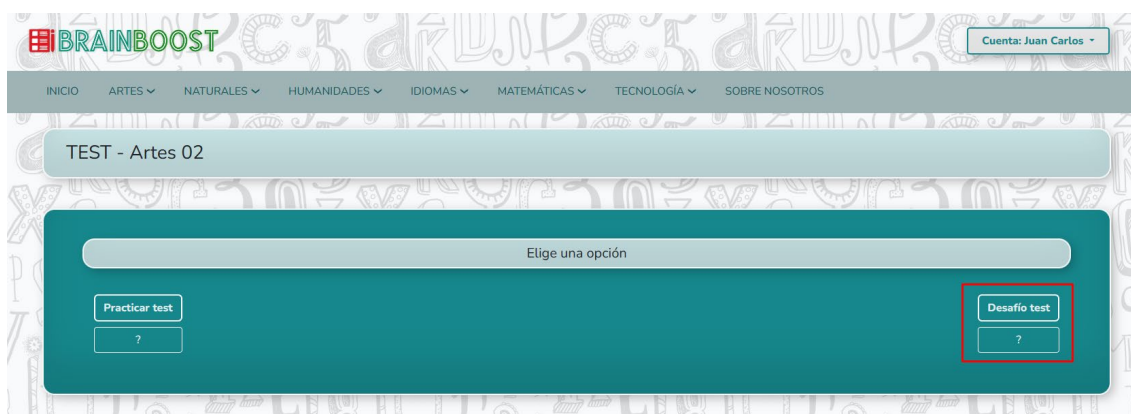 BRAINBOOST
Cuenta: Juan Carlos
INICIO ARTES NATURALES HUMANIDADES IDIOMAS MATEMÁTICAS TECNOLOGÍA SOBRE NOSOTROS
TEST - Artes 02
Elige una opción
Practicar test Desafío test
? ?